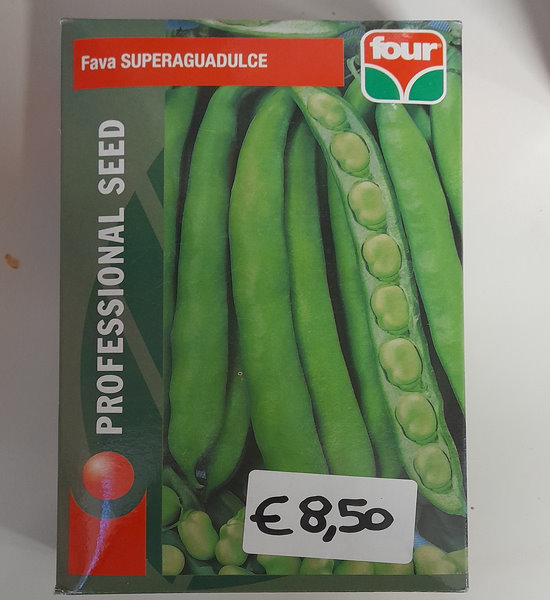 Fava SUPERAGUADULCE
four®
PROFESSIONAL SEED
€ 8,50